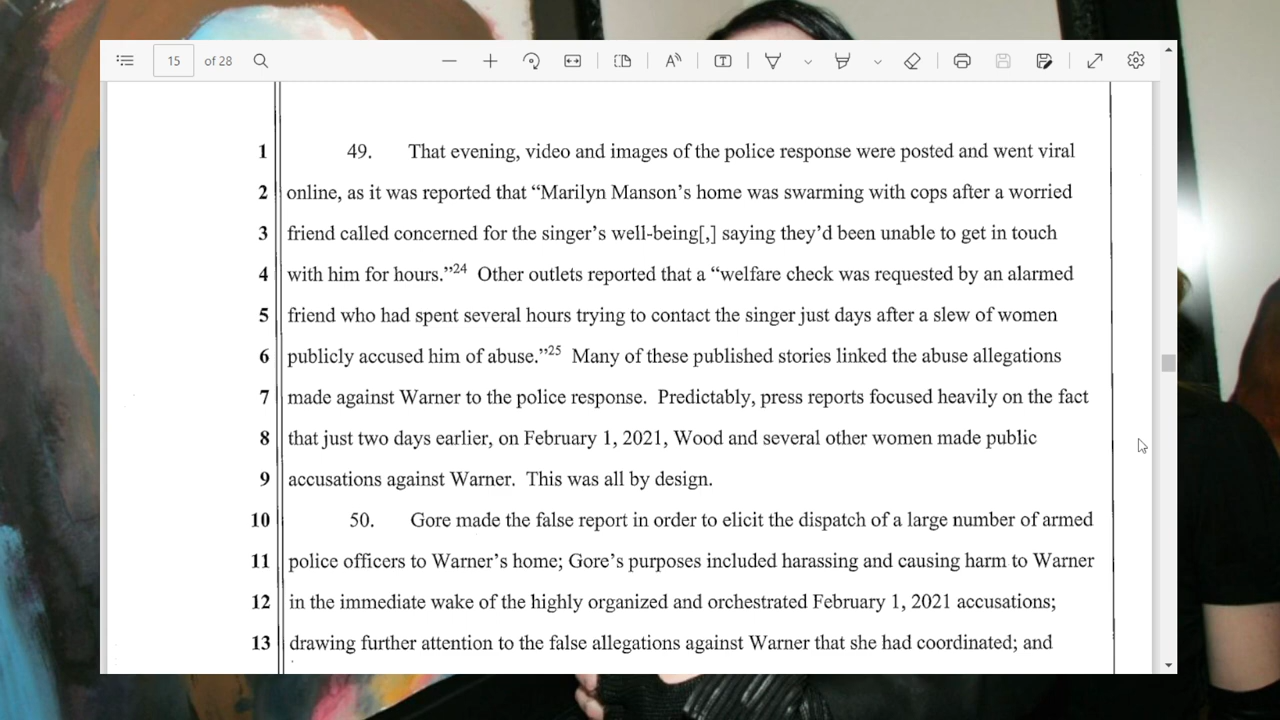 15 of 28
1 49. That evening, video and images of the police response were posted and went viral
2 online, as it was reported that “Marilyn Manson’s home was swarming with cops after a worried
3 friend called concerned for the singer’s well-being[,] saying they’d been unable to get in touch
4 with him for hours.”24 Other outlets reported that a “welfare check was requested by an alarmed
5 friend who had spent several hours trying to contact the singer just days after a slew of women
6 publicly accused him of abuse.”25 Many of these published stories linked the abuse allegations
7 made against Warner to the police response. Predictably, press reports focused heavily on the fact
8 that just two days earlier, on February 1, 2021, Wood and several other women made public
9 accusations against Warner. This was all by design.
10 50. Gore made the false report in order to elicit the dispatch of a large number of armed
11 police officers to Warner’s home; Gore’s purposes included harassing and causing harm to Warner
12 in the immediate wake of the highly organized and orchestrated February 1, 2021 accusations;
13 drawing further attention to the false allegations against Warner that she had coordinated; and